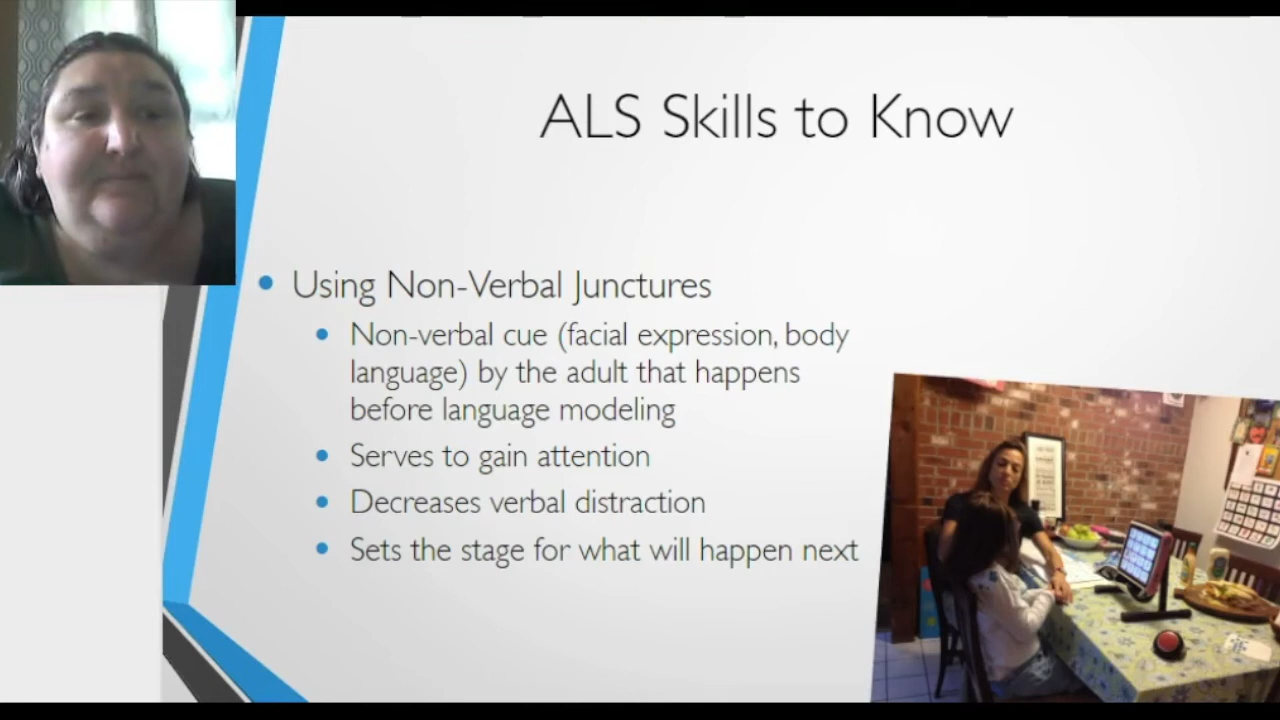 ALS Skills to Know
Using Non-Verbal Junctures
Non-verbal cue (facial expression, body
language) by the adult that happens
before language modeling
Serves to gain attention
Decreases verbal distraction
Sets the stage for what will happen next